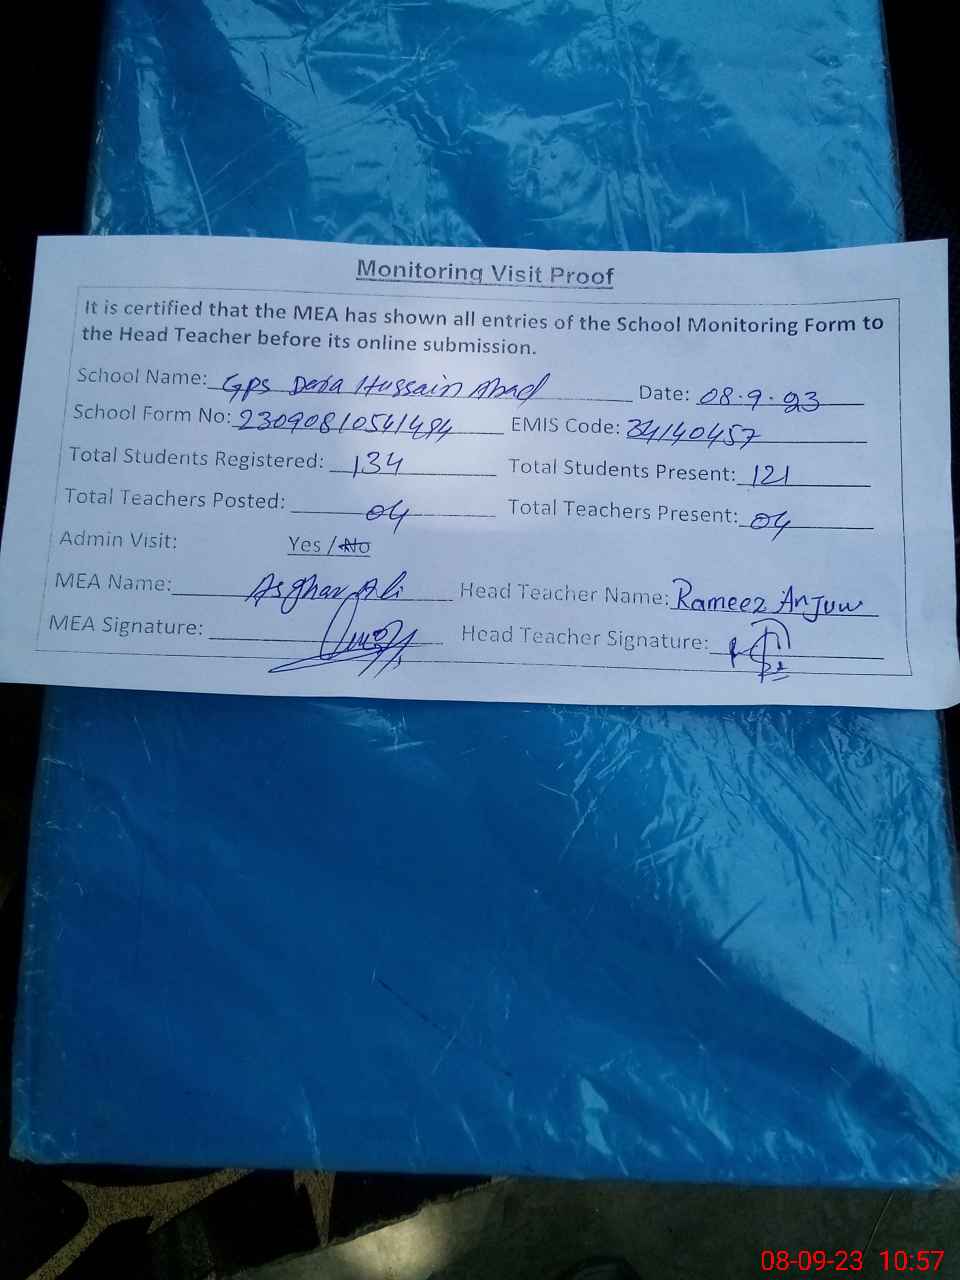 Monitoring Visit Proof
It is certified that the MEA has shown all entries of the School Monitoring Form to
the Head Teacher before its online submission.
School Name: GPS Dera Hussain Abad Date: 08.9.23
School Form No: 23090810541484 EMIS Code: 34140457
Total Students Registered: 134 Total Students Present: 121
Total Teachers Posted: 04 Total Teachers Present: 04
Admin Visit: Yes / No
MEA Name: Asghar Ali Head Teacher Name: Rameez Anjum
MEA Signature: Head Teacher Signature:
08-09-23 10:57